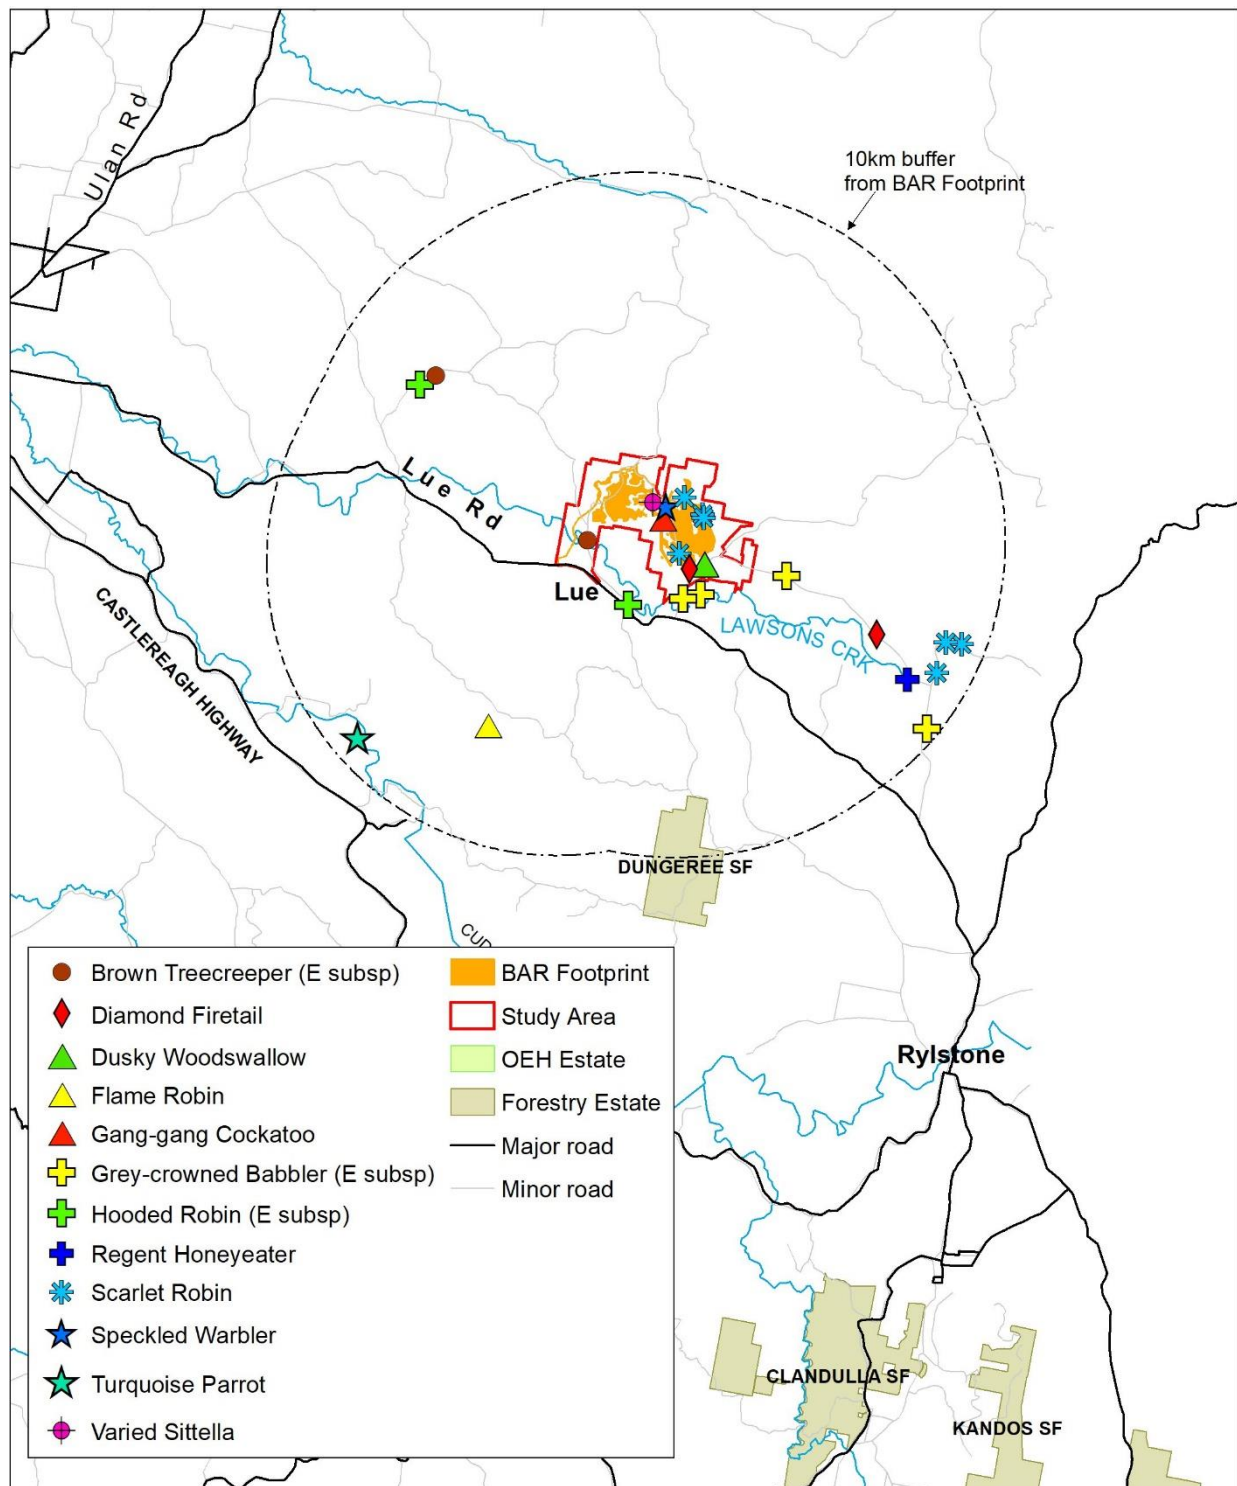 Ulan Rd
10km buffer
from BAR Footprint
Lue Rd
Lue
LAWSONS CRK
CASTLEREAGH HIGHWAY
DUNGEREE SF
CUD
Rylstone
CLANDULLA SF
KANDOS SF
Brown Treecreeper (E subsp)
Diamond Firetail
Dusky Woodswallow
Flame Robin
Gang-gang Cockatoo
Grey-crowned Babbler (E subsp)
Hooded Robin (E subsp)
Regent Honeyeater
Scarlet Robin
Speckled Warbler
Turquoise Parrot
Varied Sittella
BAR Footprint
Study Area
OEH Estate
Forestry Estate
Major road
Minor road